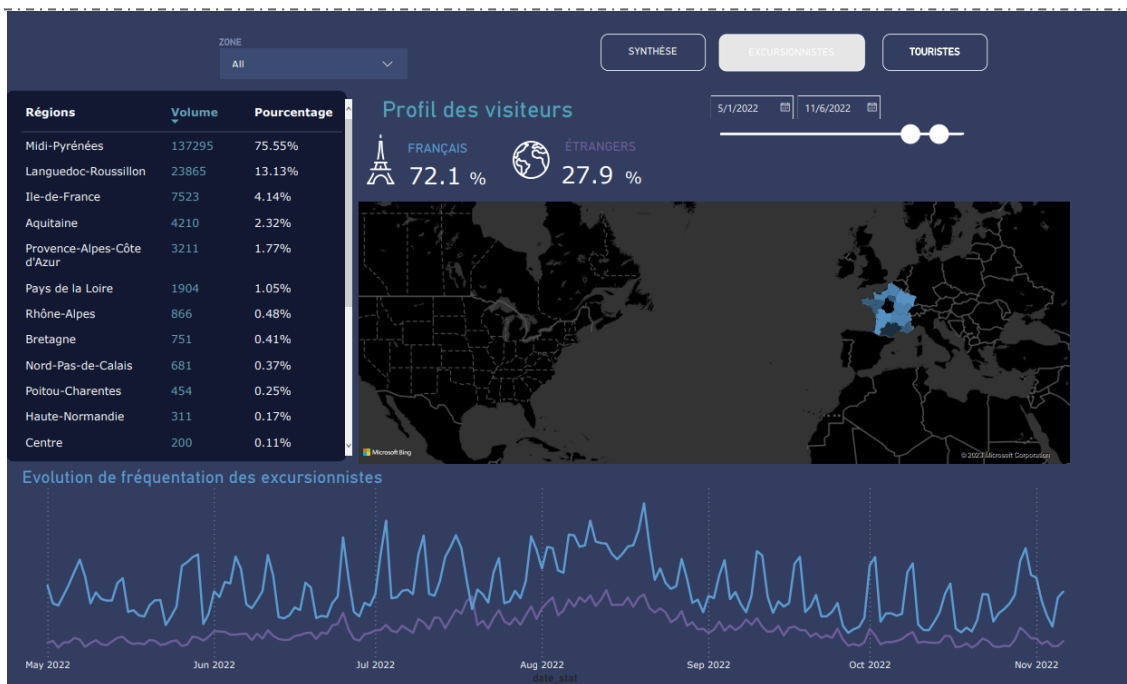 ZONE
All
SYNTHÈSE
EXCURSIONNISTES
TOURISTES
Régions Volume Pourcentage
Midi-Pyrénées 137295 75.55%
Languedoc-Roussillon 23865 13.13%
Ile-de-France 7523 4.14%
Aquitaine 4210 2.32%
Provence-Alpes-Côte
d'Azur 3211 1.77%
Pays de la Loire 1904 1.05%
Rhône-Alpes 866 0.48%
Bretagne 751 0.41%
Nord-Pas-de-Calais 681 0.37%
Poitou-Charentes 454 0.25%
Haute-Normandie 311 0.17%
Centre 200 0.11%
Profil des visiteurs
5/1/2022 11/6/2022
FRANÇAIS
72.1 %
ÉTRANGERS
27.9 %
Microsoft Bing
© 2023 Microsoft Corporation
Evolution de fréquentation des excursionnistes
May 2022 Jun 2022 Jul 2022 Aug 2022 Sep 2022 Oct 2022 Nov 2022
date_stat